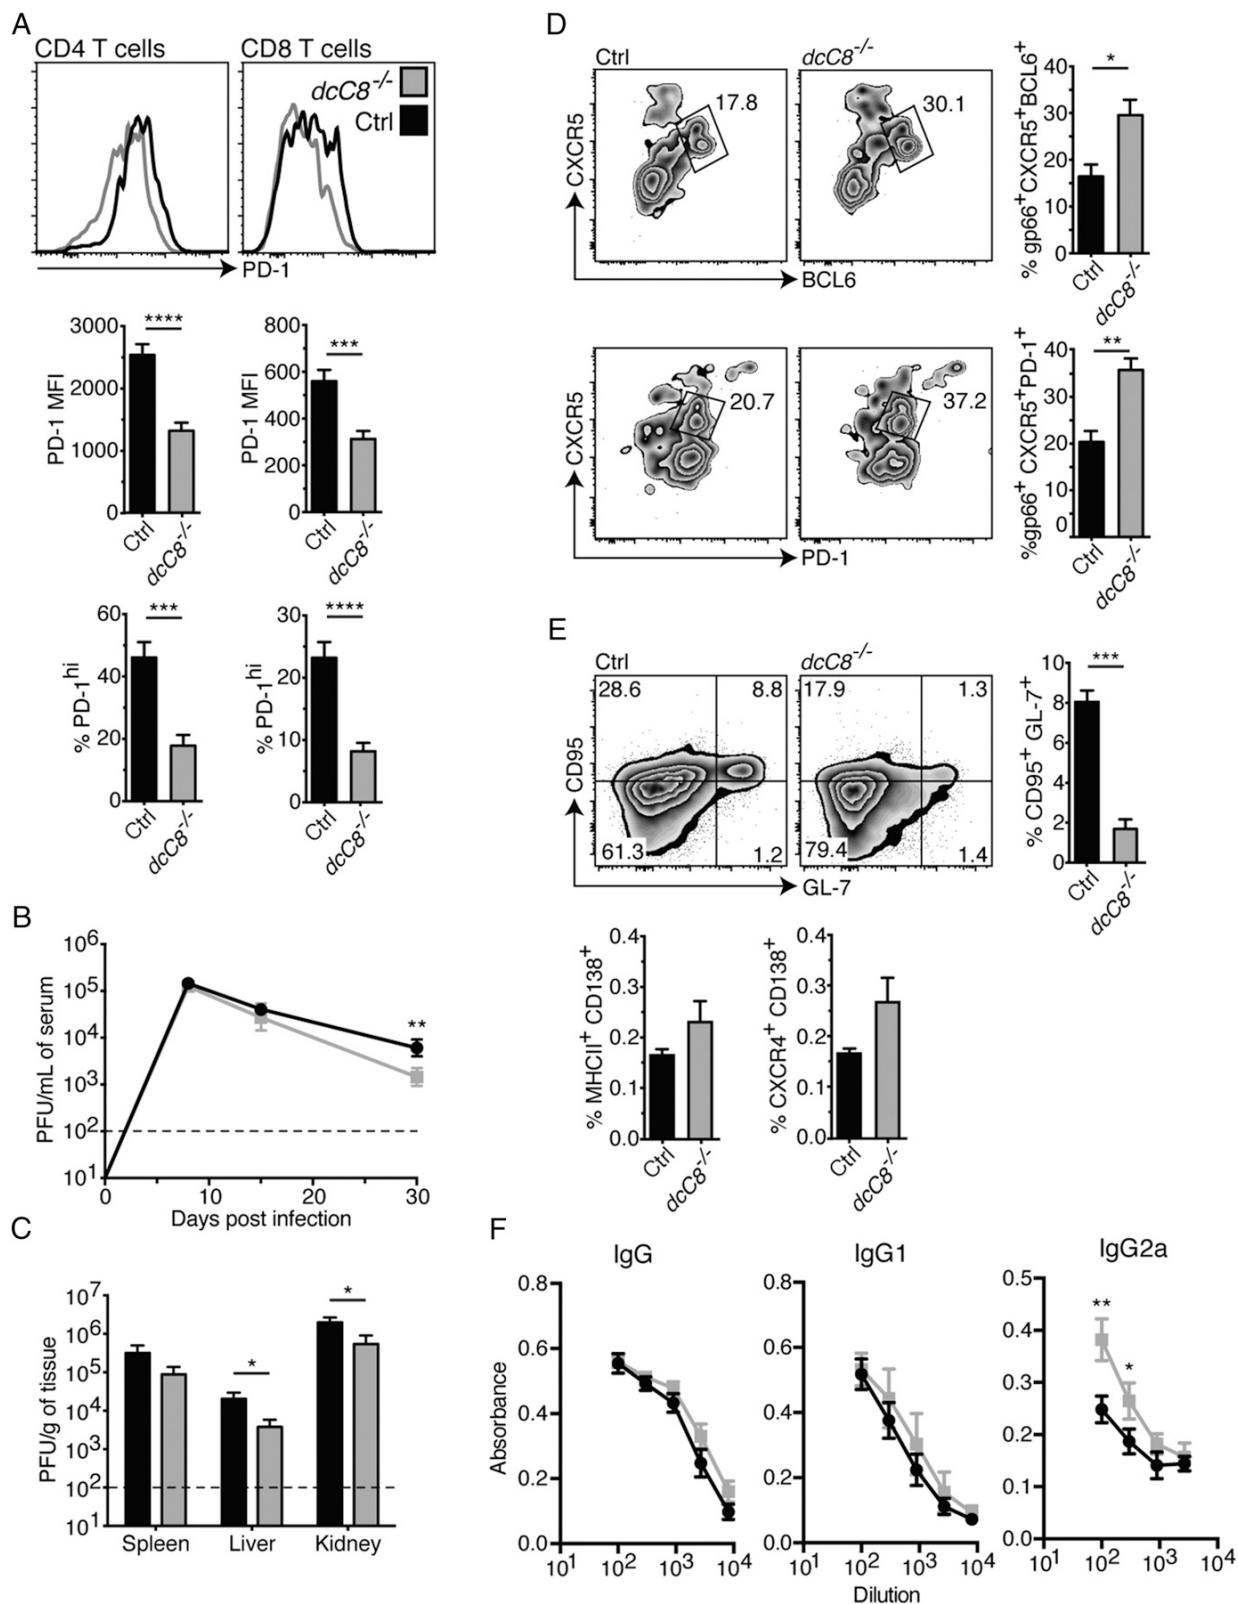 A
CD4 T cells
CD8 T cells
dcC8-/-
Ctrl
PD-1
3000
2000
1000
0
PD-1 MFI
****
Ctrl
dcC8-/-
800
600
400
200
0
PD-1 MFI
***
Ctrl
dcC8-/-
60
40
20
0
% PD-1hi
***
Ctrl
dcC8-/-
30
20
10
0
% PD-1hi
****
Ctrl
dcC8-/-
B
10^6
10^5
10^4
10^3
10^2
10^1
PFU/mL of serum
**
0 10 20 30
Days post infection
C
10^7
10^6
10^5
10^4
10^3
10^2
10^1
PFU/g of tissue
*
*
Spleen Liver Kidney
D
Ctrl
dcC8-/-
17.8
30.1
CXCR5
BCL6
40
30
20
10
0
% gp66+CXCR5+BCL6+
*
Ctrl
dcC8-/-
20.7
37.2
CXCR5
PD-1
40
30
20
10
0
%gp66+ CXCR5+PD-1+
**
Ctrl
dcC8-/-
E
Ctrl
dcC8-/-
28.6 8.8
61.3 1.2
17.9 1.3
79.4 1.4
CD95
GL-7
10
8
6
4
2
0
% CD95+ GL-7+
***
Ctrl
dcC8-/-
0.4
0.3
0.2
0.1
0.0
% MHCII+ CD138+
Ctrl
dcC8-/-
0.4
0.3
0.2
0.1
0.0
% CXCR4+ CD138+
Ctrl
dcC8-/-
F
IgG
0.8
0.6
0.4
0.2
0.0
Absorbance
10^1 10^2 10^3 10^4
IgG1
0.8
0.6
0.4
0.2
0.0
10^1 10^2 10^3 10^4
Dilution
IgG2a
0.5
0.4
0.3
0.2
0.1
0.0
**
*
10^1 10^2 10^3 10^4